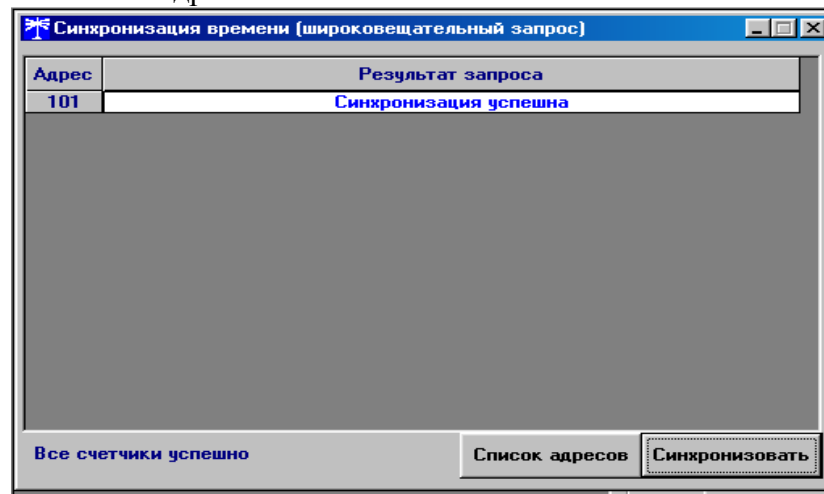 Синхронизация времени (широковещательный запрос)
Адрес Результат запроса
101 Синхронизация успешна
Все счетчики успешно Список адресов Синхронизовать